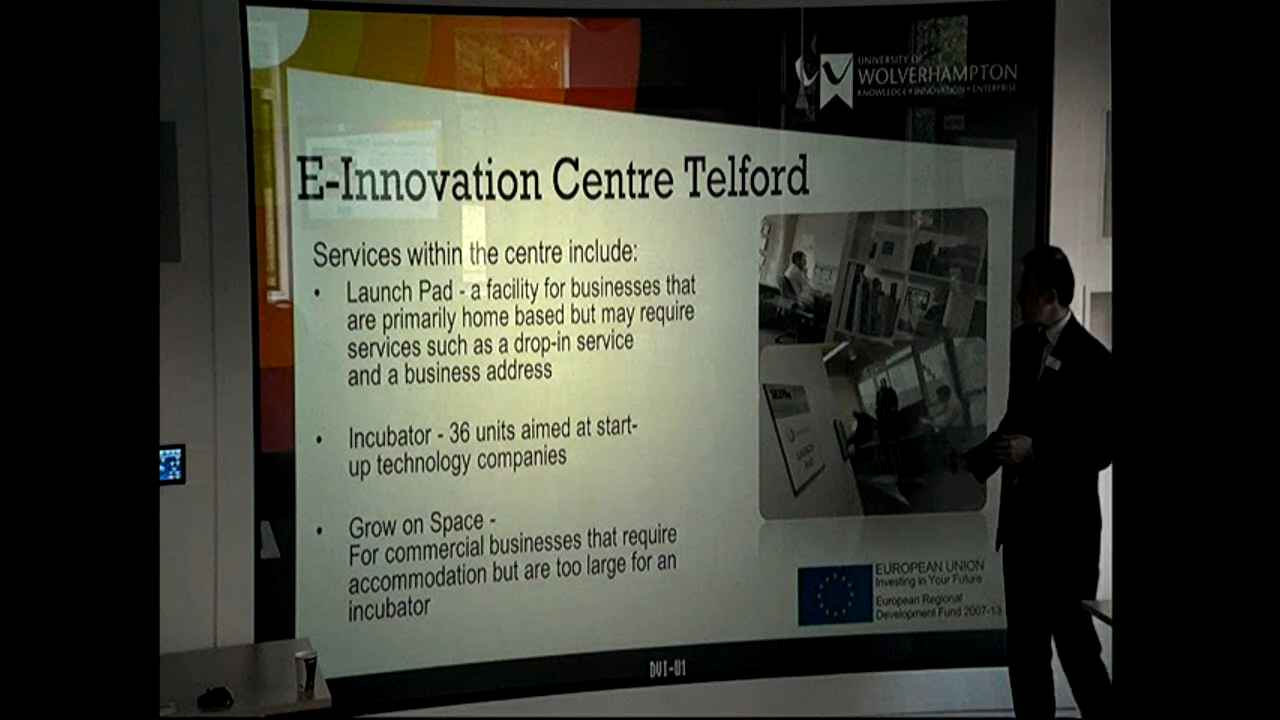 UNIVERSITY OF
WOLVERHAMPTON
KNOWLEDGE • INNOVATION • ENTERPRISE
E-Innovation Centre Telford
Services within the centre include:
• Launch Pad - a facility for businesses that
are primarily home based but may require
services such as a drop-in service
and a business address
• Incubator - 36 units aimed at start-
up technology companies
• Grow on Space -
For commercial businesses that require
accommodation but are too large for an
incubator
EUROPEAN UNION
Investing in Your Future
European Regional
Development Fund 2007-13
DVI-U1